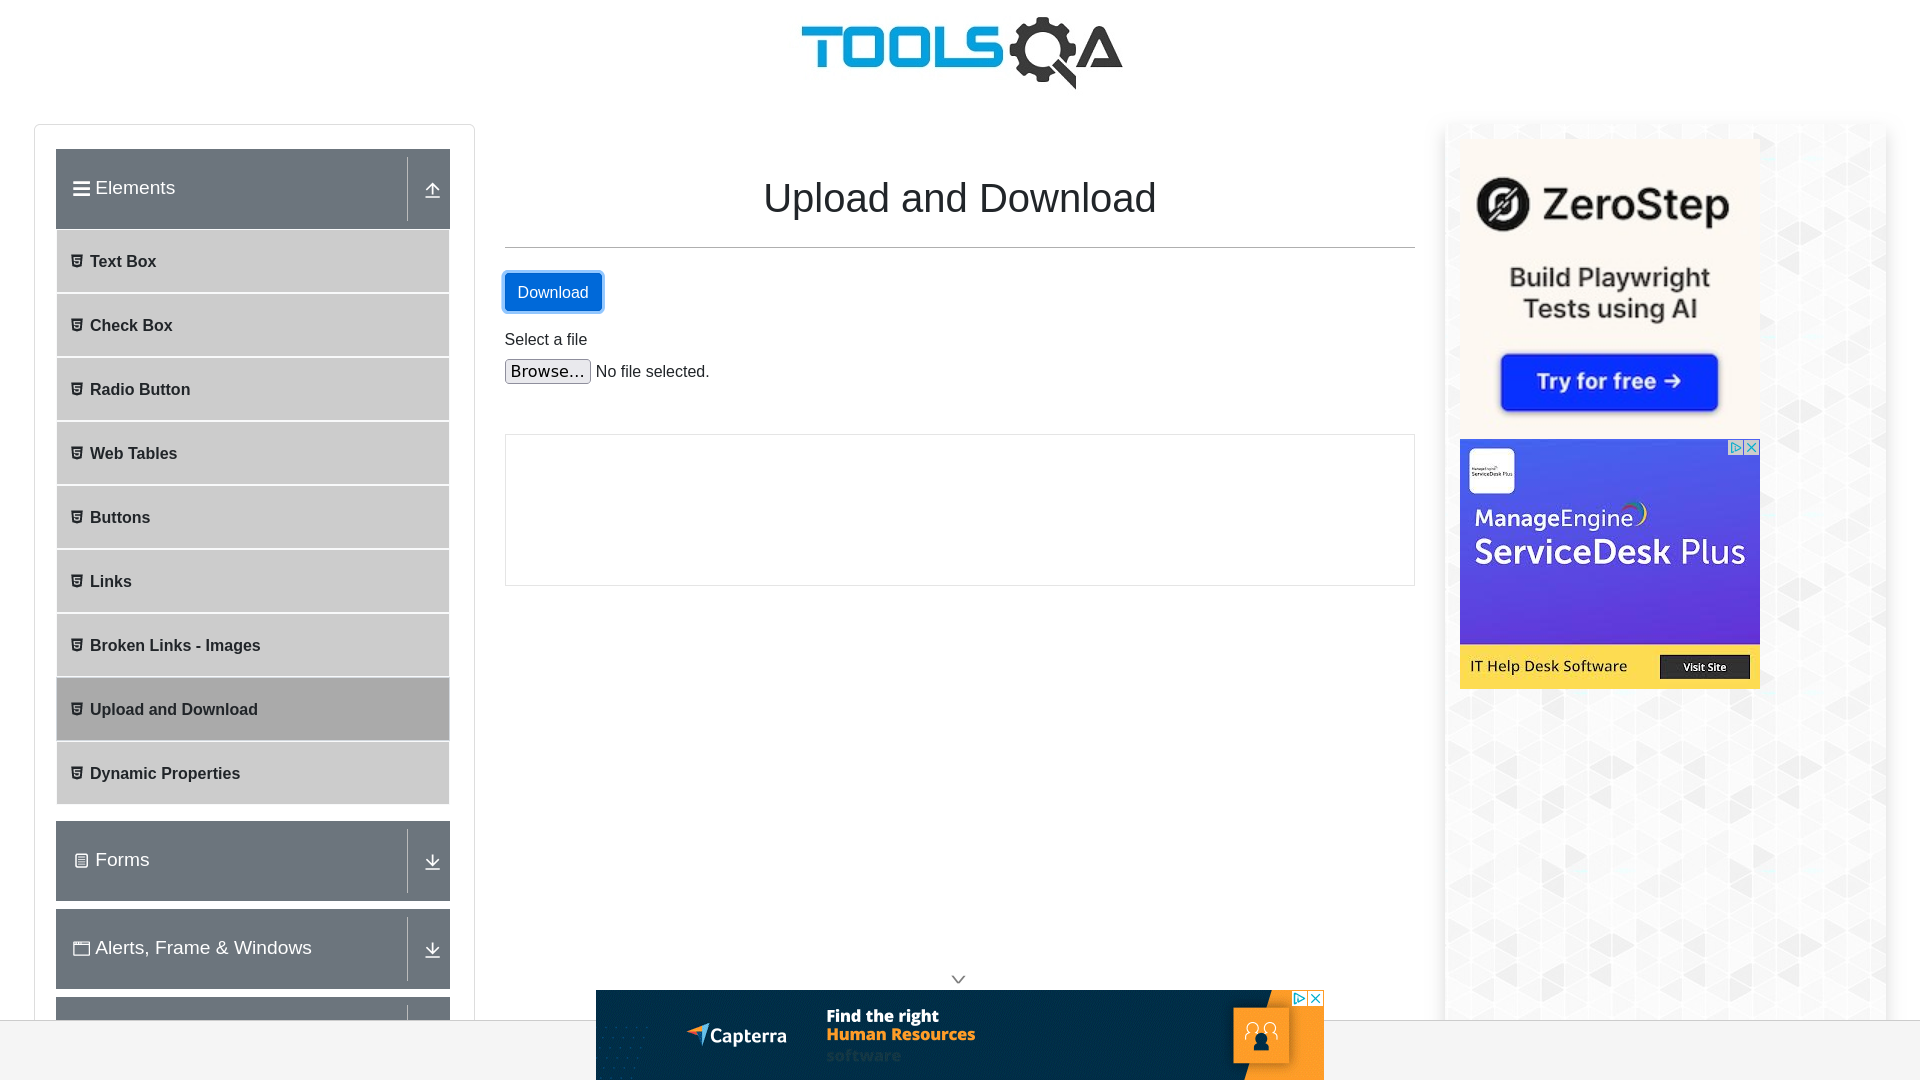 TOOLSQA
Elements
Text Box
Check Box
Radio Button
Web Tables
Buttons
Links
Broken Links - Images
Upload and Download
Dynamic Properties
Forms
Alerts, Frame & Windows
Upload and Download
Download
Select a file
Browse... No file selected.
ZeroStep
Build Playwright
Tests using AI
Try for free →
ManageEngine
ServiceDesk Plus
ManageEngine
ServiceDesk Plus
IT Help Desk Software
Visit Site
Capterra
Find the right
Human Resources
software